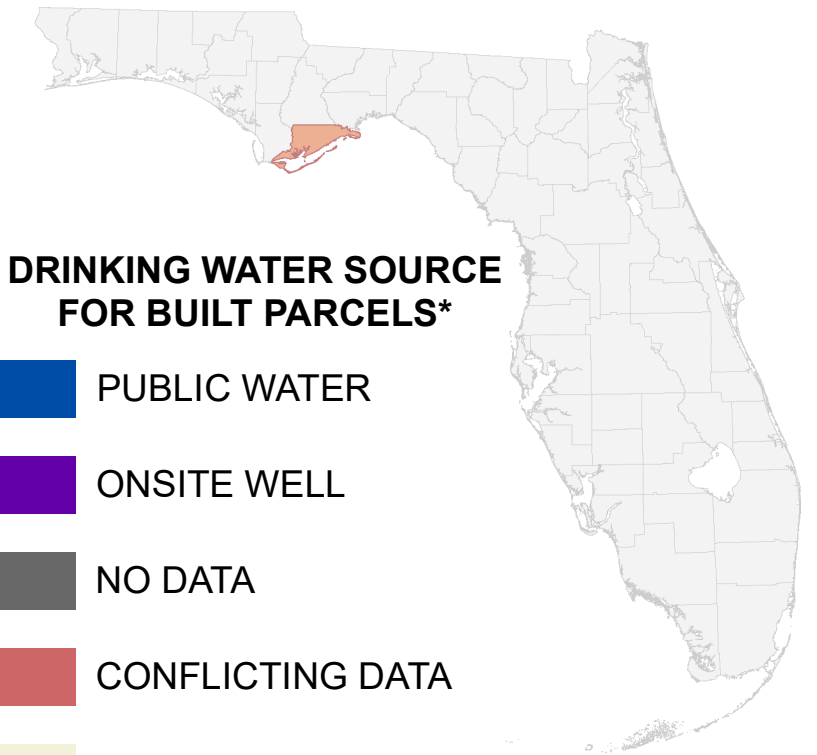 DRINKING WATER SOURCE
FOR BUILT PARCELS*
PUBLIC WATER
ONSITE WELL
NO DATA
CONFLICTING DATA